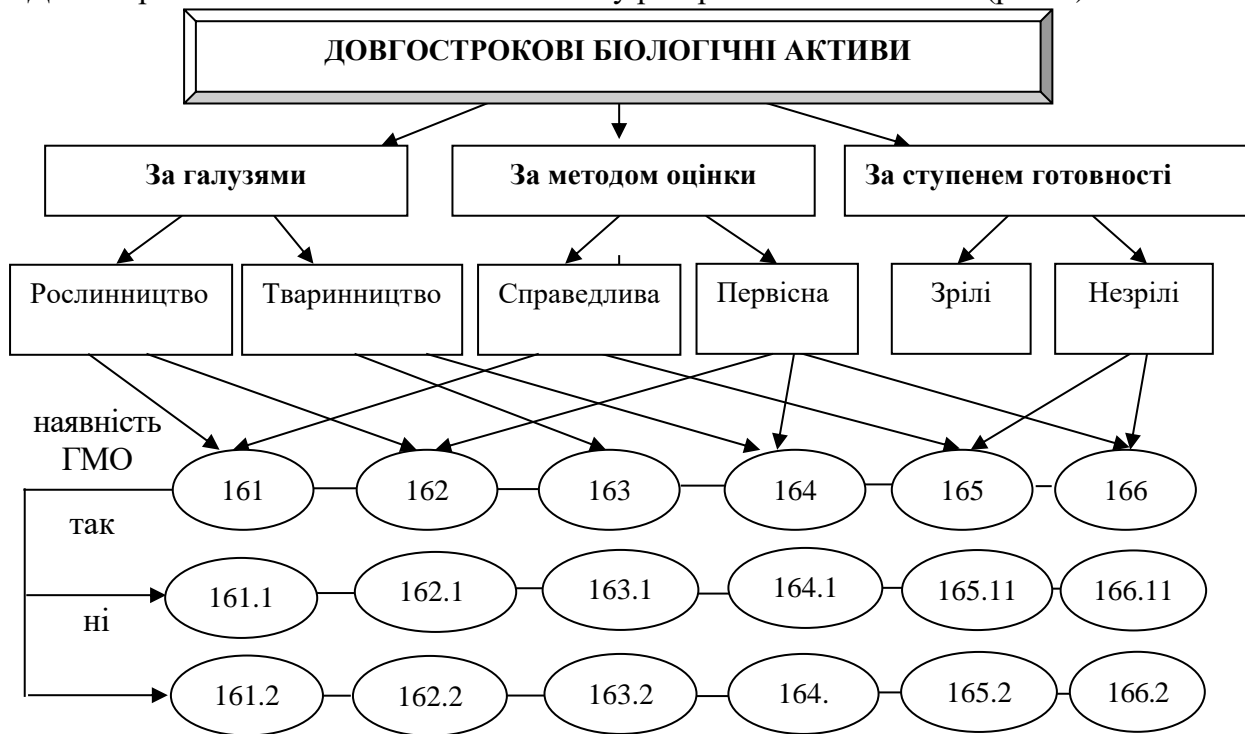 ДОВГОСТРОКОВІ БІОЛОГІЧНІ АКТИВИ
За галузями
За методом оцінки
За ступенем готовності
Рослинництво
Тваринництво
Справедлива
Первісна
Зрілі
Незрілі
наявність
ГМО
161
162
163
164
165
166
так
161.1
162.1
163.1
164.1
165.11
166.11
ні
161.2
162.2
163.2
164.
165.2
166.2